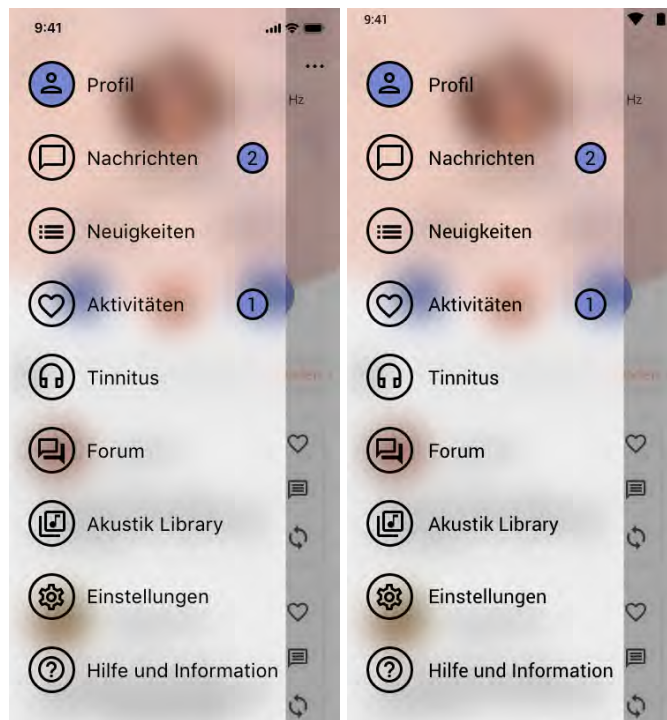 9:41
Profil
Hz
Nachrichten 2
Neuigkeiten
Aktivitäten 1
Tinnitus
Forum
Akustik Library
Einstellungen
Hilfe und Information
9:41
Profil
Hz
Nachrichten 2
Neuigkeiten
Aktivitäten 1
Tinnitus
Forum
Akustik Library
Einstellungen
Hilfe und Information